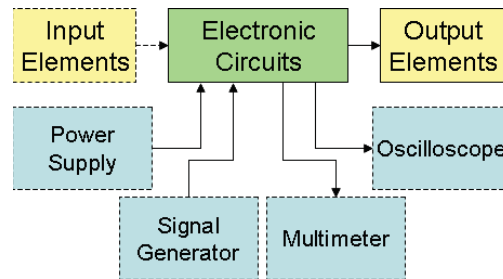 Input
Elements
Electronic
Circuits
Output
Elements
Power
Supply
Oscilloscope
Signal
Generator
Multimeter